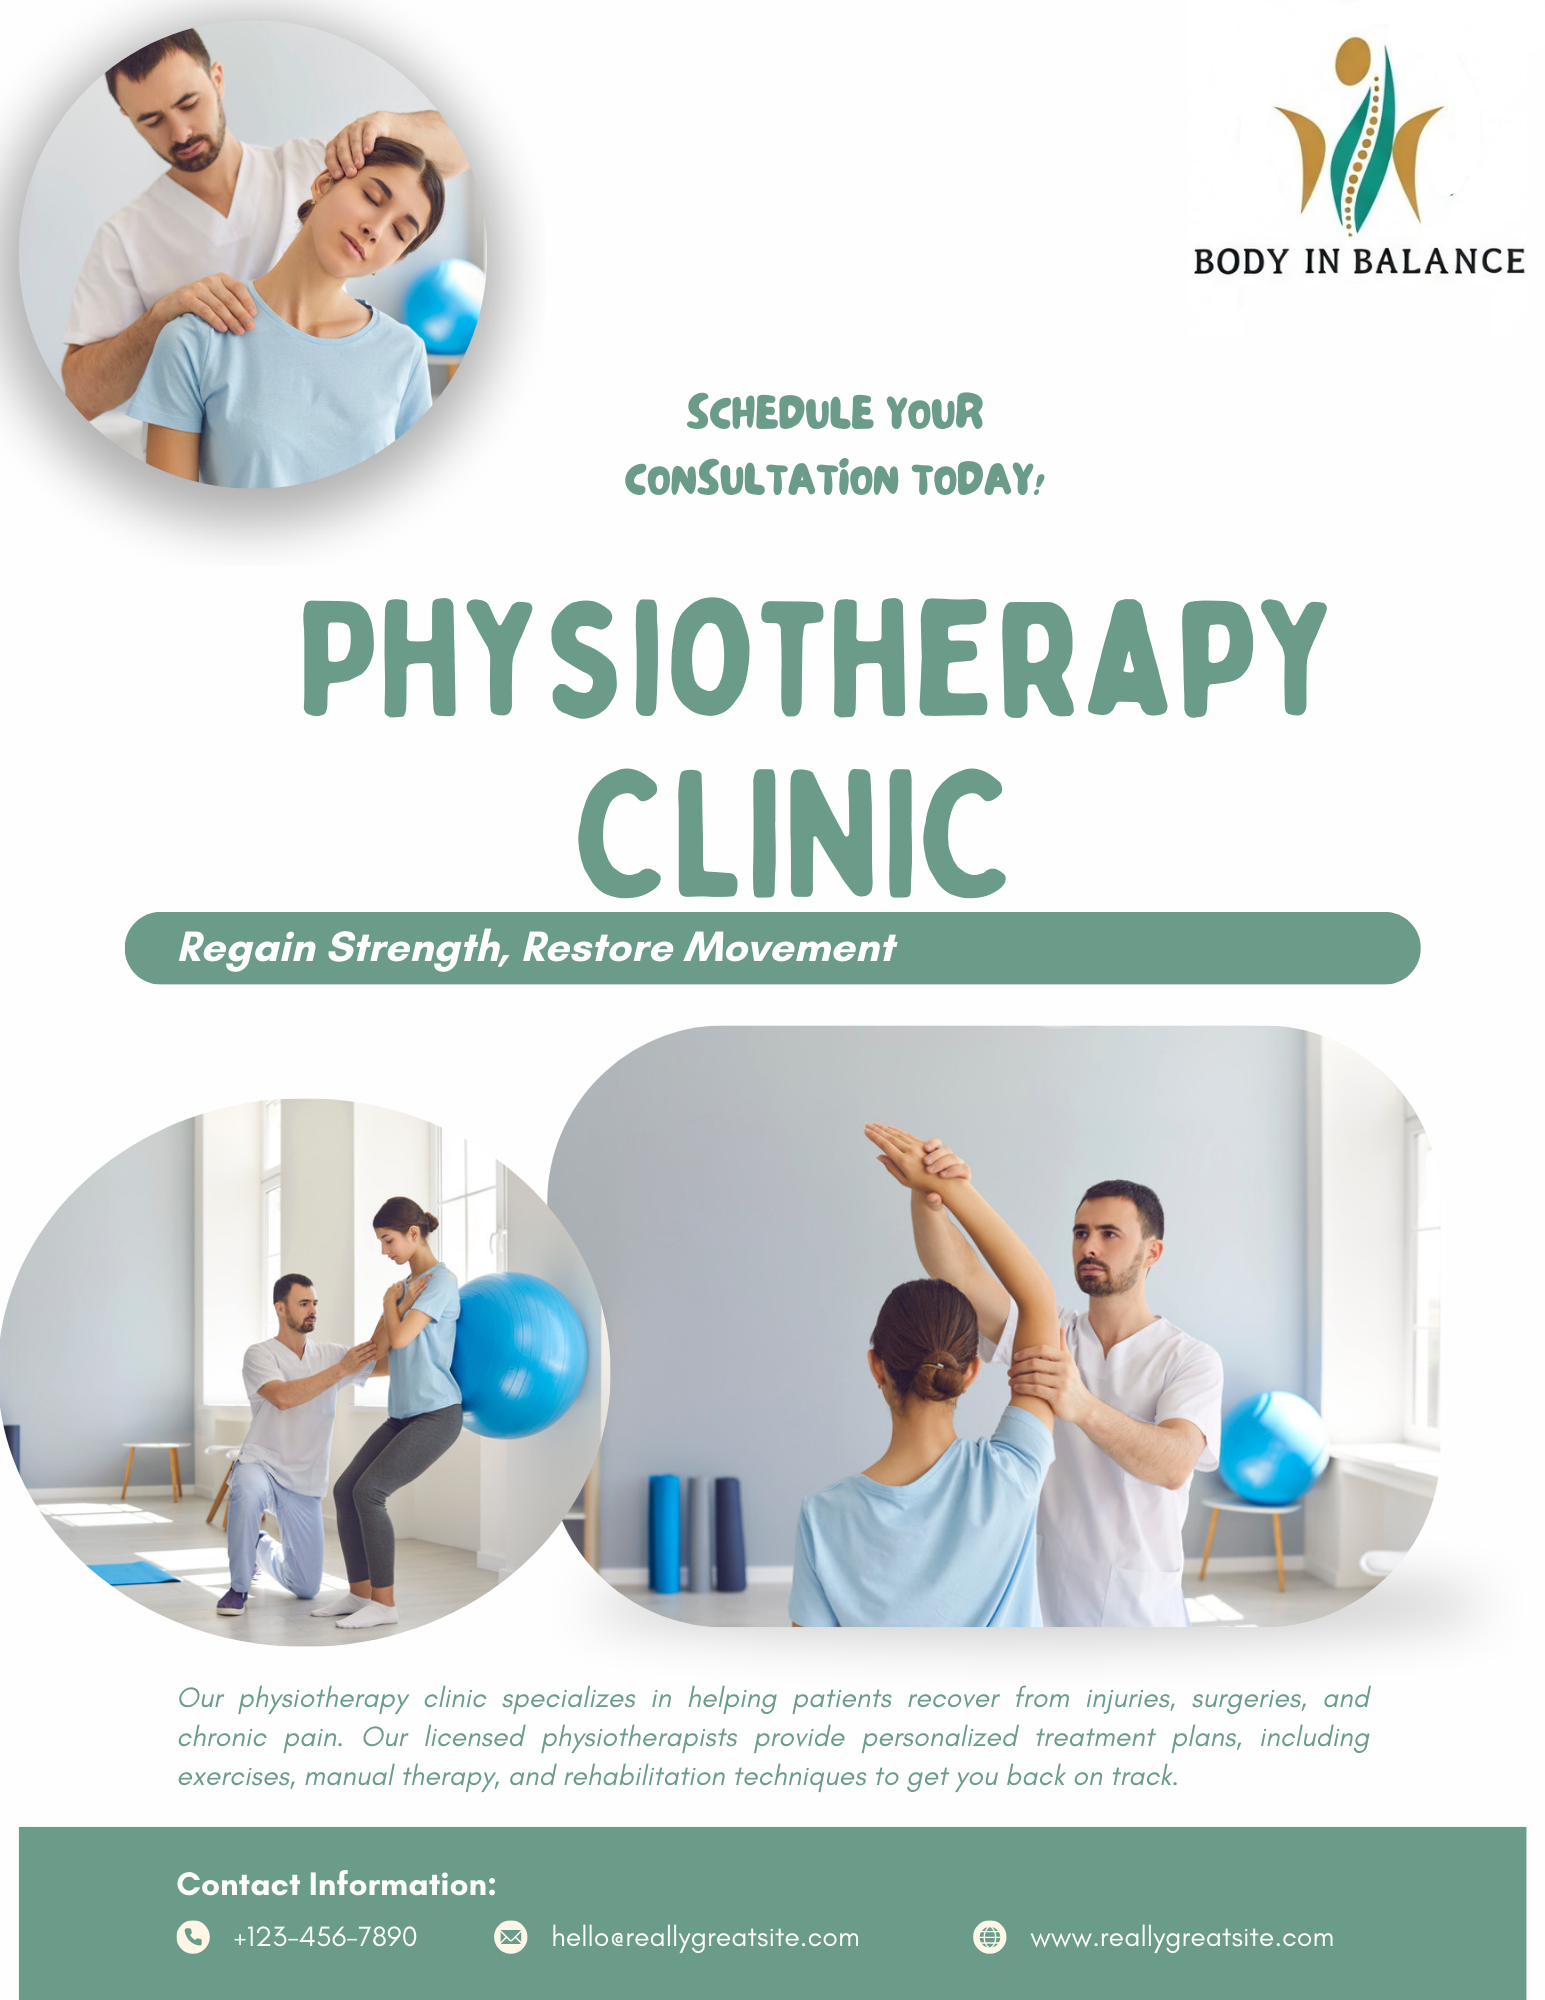 BODY IN BALANCE
SCHEDULE YOUR
CONSULTATION TODAY!
PHYSIOTHERAPY
CLINIC
Regain Strength, Restore Movement
Our physiotherapy clinic specializes in helping patients recover from injuries, surgeries, and
chronic pain. Our licensed physiotherapists provide personalized treatment plans, including
exercises, manual therapy, and rehabilitation techniques to get you back on track.
Contact Information:
+123-456-7890 hello@reallygreatsite.com www.reallygreatsite.com